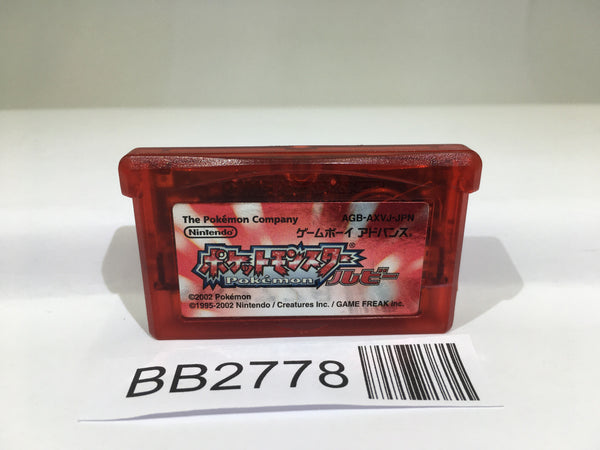 The Pokémon Company
AGB-AXVJ-JPN
Nintendo
ゲームボーイ アドバンス
ポケットモンスター®
Pokémon ルビー
©2002 Pokémon
©1995-2002 Nintendo / Creatures Inc. / GAME FREAK inc.
BB2778